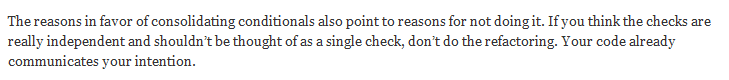 The reasons in favor of consolidating conditionals also point to reasons for not doing it. If you think the checks are
really independent and shouldn’t be thought of as a single check, don’t do the refactoring. Your code already
communicates your intention.